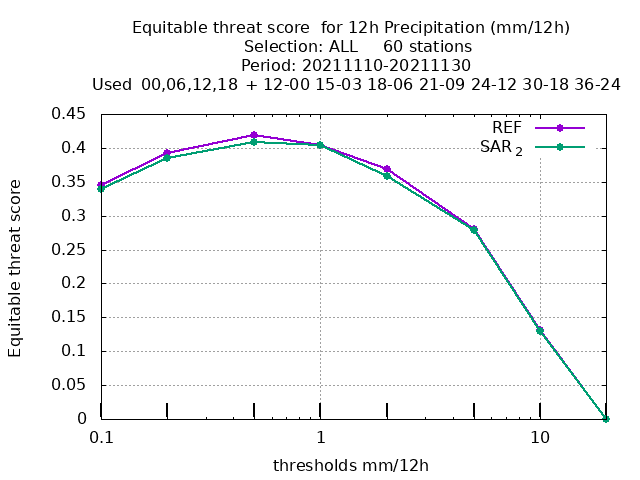 Equitable threat score  for 12h Precipitation (mm/12h)
Selection: ALL     60 stations
Period: 20211110-20211130
Used  00,06,12,18  + 12-00 15-03 18-06 21-09 24-12 30-18 36-24
0.45
0.4
0.35
0.3
0.25
0.2
0.15
0.1
0.05
0
Equitable threat score
REF
SAR 2
0.1
1
10
thresholds mm/12h